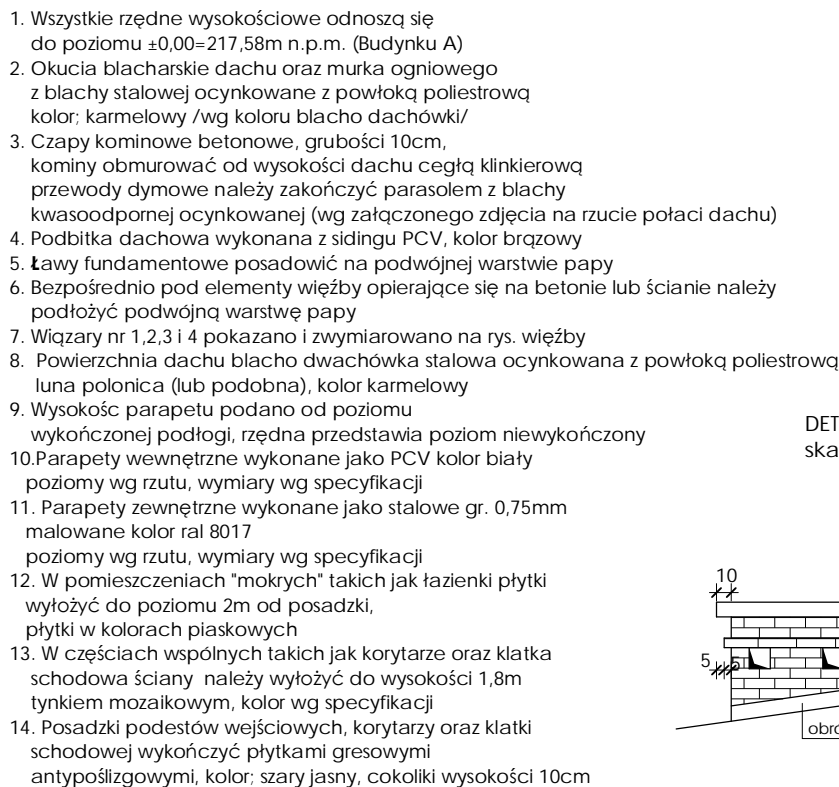 1. Wszystkie rzędne wysokościowe odnoszą się
do poziomu ±0,00=217,58m n.p.m. (Budynku A)
2. Okucia blacharskie dachu oraz murka ogniowego
z blachy stalowej ocynkowane z powłoką poliestrową
kolor; karmelowy /wg koloru blacho dachówki/
3. Czapy kominowe betonowe, grubości 10cm,
kominy obmurować od wysokości dachu cegłą klinkierową
przewody dymowe należy zakończyć parasolem z blachy
kwasoodpornej ocynkowanej (wg załączonego zdjęcia na rzucie połaci dachu)
4. Podbitka dachowa wykonana z sidingu PCV, kolor brązowy
5. Ławy fundamentowe posadowić na podwójnej warstwie papy
6. Bezpośrednio pod elementy więźby opierające się na betonie lub ścianie należy
podłożyć podwójną warstwę papy
7. Wiązary nr 1,2,3 i 4 pokazano i zwymiarowano na rys. więźby
8. Powierzchnia dachu blacho dwachówka stalowa ocynkowana z powłoką poliestrową
luna polonica (lub podobna), kolor karmelowy
9. Wysokośc parapetu podano od poziomu
wykończonej podłogi, rzędna przedstawia poziom niewykończony
10.Parapety wewnętrzne wykonane jako PCV kolor biały
poziomy wg rzutu, wymiary wg specyfikacji
11. Parapety zewnętrzne wykonane jako stalowe gr. 0,75mm
malowane kolor ral 8017
poziomy wg rzutu, wymiary wg specyfikacji
12. W pomieszczeniach "mokrych" takich jak łazienki płytki
wyłożyć do poziomu 2m od posadzki,
płytki w kolorach piaskowych
13. W częściach wspólnych takich jak korytarze oraz klatka
schodowa ściany należy wyłożyć do wysokości 1,8m
tynkiem mozaikowym, kolor wg specyfikacji
14. Posadzki podestów wejściowych, korytarzy oraz klatki
schodowej wykończyć płytkami gresowymi
antypoślizgowymi, kolor; szary jasny, cokoliki wysokości 10cm
DET
ska
10
5 5
obro